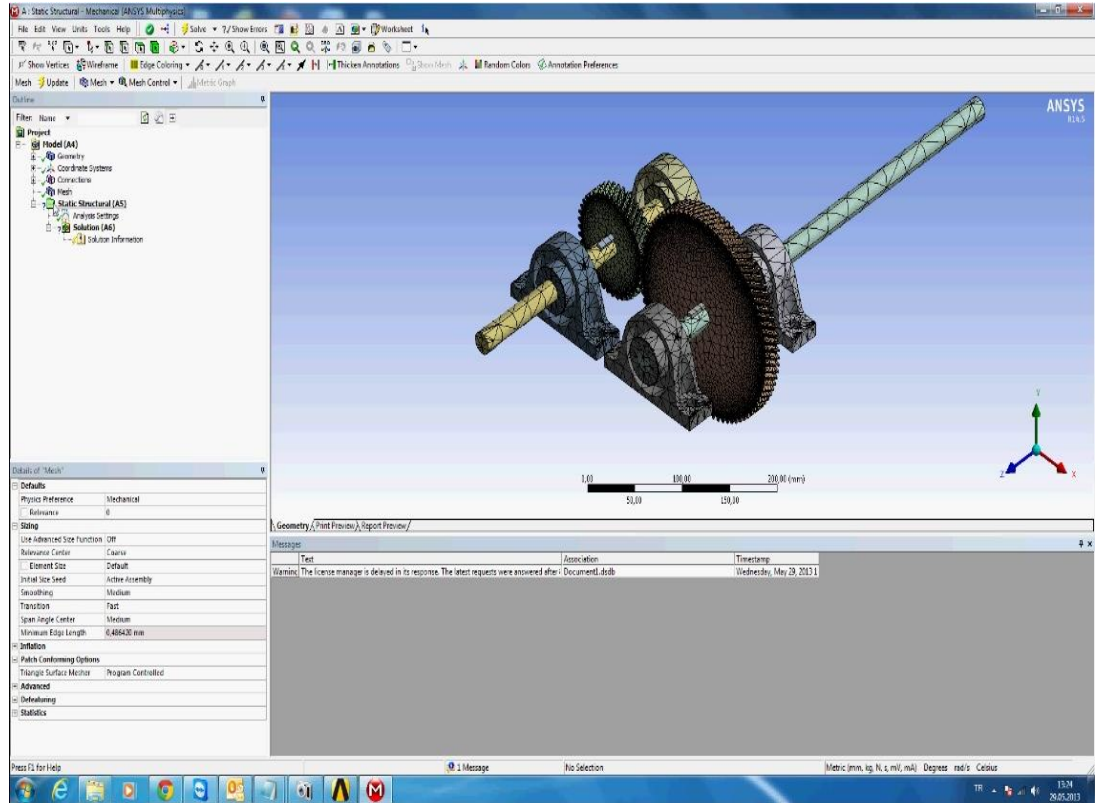 A : Static Structural - Mechanical [ANSYS Multiphysics]
File Edit View Units Tools Help Solve ?/ Show Errors Worksheet
Show Vertices Wireframe Edge Coloring Thicken Annotations Show Mesh Random Colors Annotation Preferences
Mesh Update Mesh Mesh Control Metric Graph
Outline
Filter: Name
Project
Model (A4)
Geometry
Coordinate Systems
Connections
Mesh
Static Structural (A5)
Analysis Settings
Solution (A6)
Solution Information
ANSYS
R14.5
Y
Z
X
100,00
200,00 (mm)
50,00
150,00
Geometry Print Preview Report Preview
Details of "Mesh"
Defaults
Physics Preference Mechanical
Relevance 0
Sizing
Use Advanced Size Function Off
Relevance Center Coarse
Element Size Default
Initial Size Seed Active Assembly
Smoothing Medium
Transition Fast
Span Angle Center Medium
Minimum Edge Length 0,486420 mm
Inflation
Patch Conforming Options
Triangle Surface Mesher Program Controlled
Advanced
Defeaturing
Statistics
Messages
Text Association Timestamp
Warning The license manager is delayed in its response. The latest requests were answered after Document1.dsdb Wednesday, May 29, 2013 1
Press F1 for Help 1 Message No Selection Metric (mm, kg, N, s, mV, mA) Degrees rad/s Celsius
TR 13:24
29.05.2013